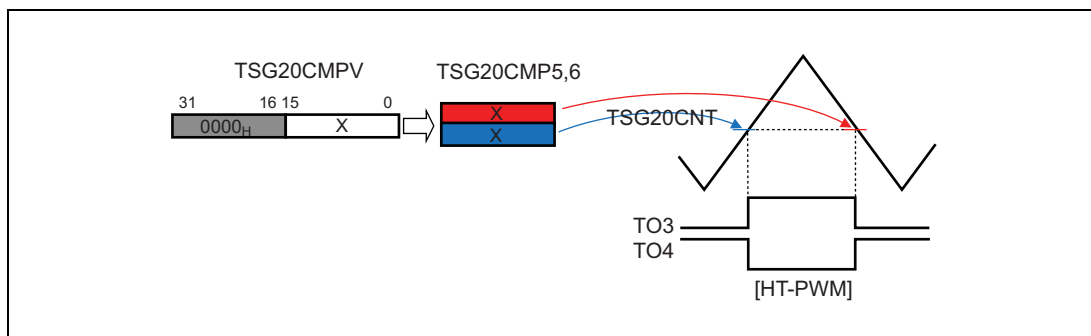 TSG20CMPV
TSG20CMP5,6
31 16 15 0
0000H
X
X
X
TSG20CNT
TO3
TO4
[HT-PWM]